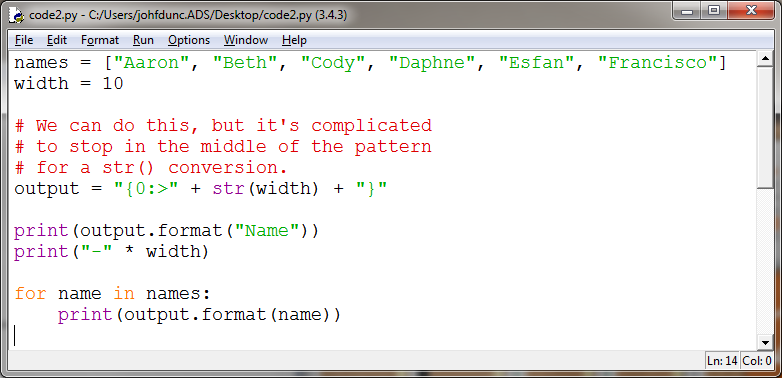 code2.py - C:/Users/johfdunc.ADS/Desktop/code2.py (3.4.3)
File Edit Format Run Options Window Help
names = ["Aaron", "Beth", "Cody", "Daphne", "Esfan", "Francisco"]
width = 10

# We can do this, but it's complicated
# to stop in the middle of the pattern
# for a str() conversion.
output = "{0:>" + str(width) + "}"

print(output.format("Name"))
print("-" * width)

for name in names:
    print(output.format(name))
Ln: 14 Col: 0